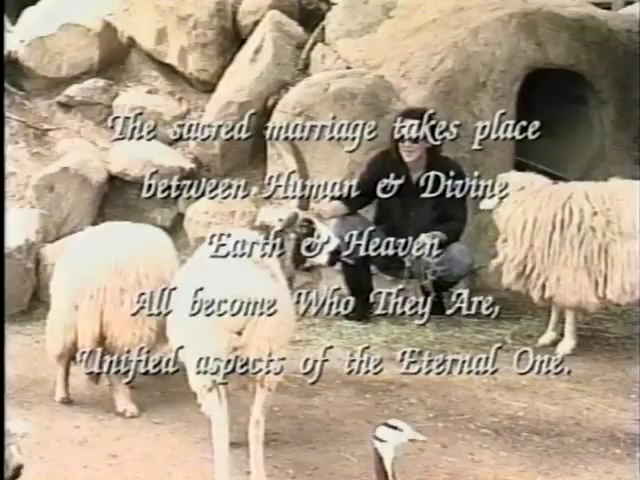 The sacred marriage takes place
between Human & Divine
Earth & Heaven
All become Who They Are,
Unified aspects of the Eternal One.